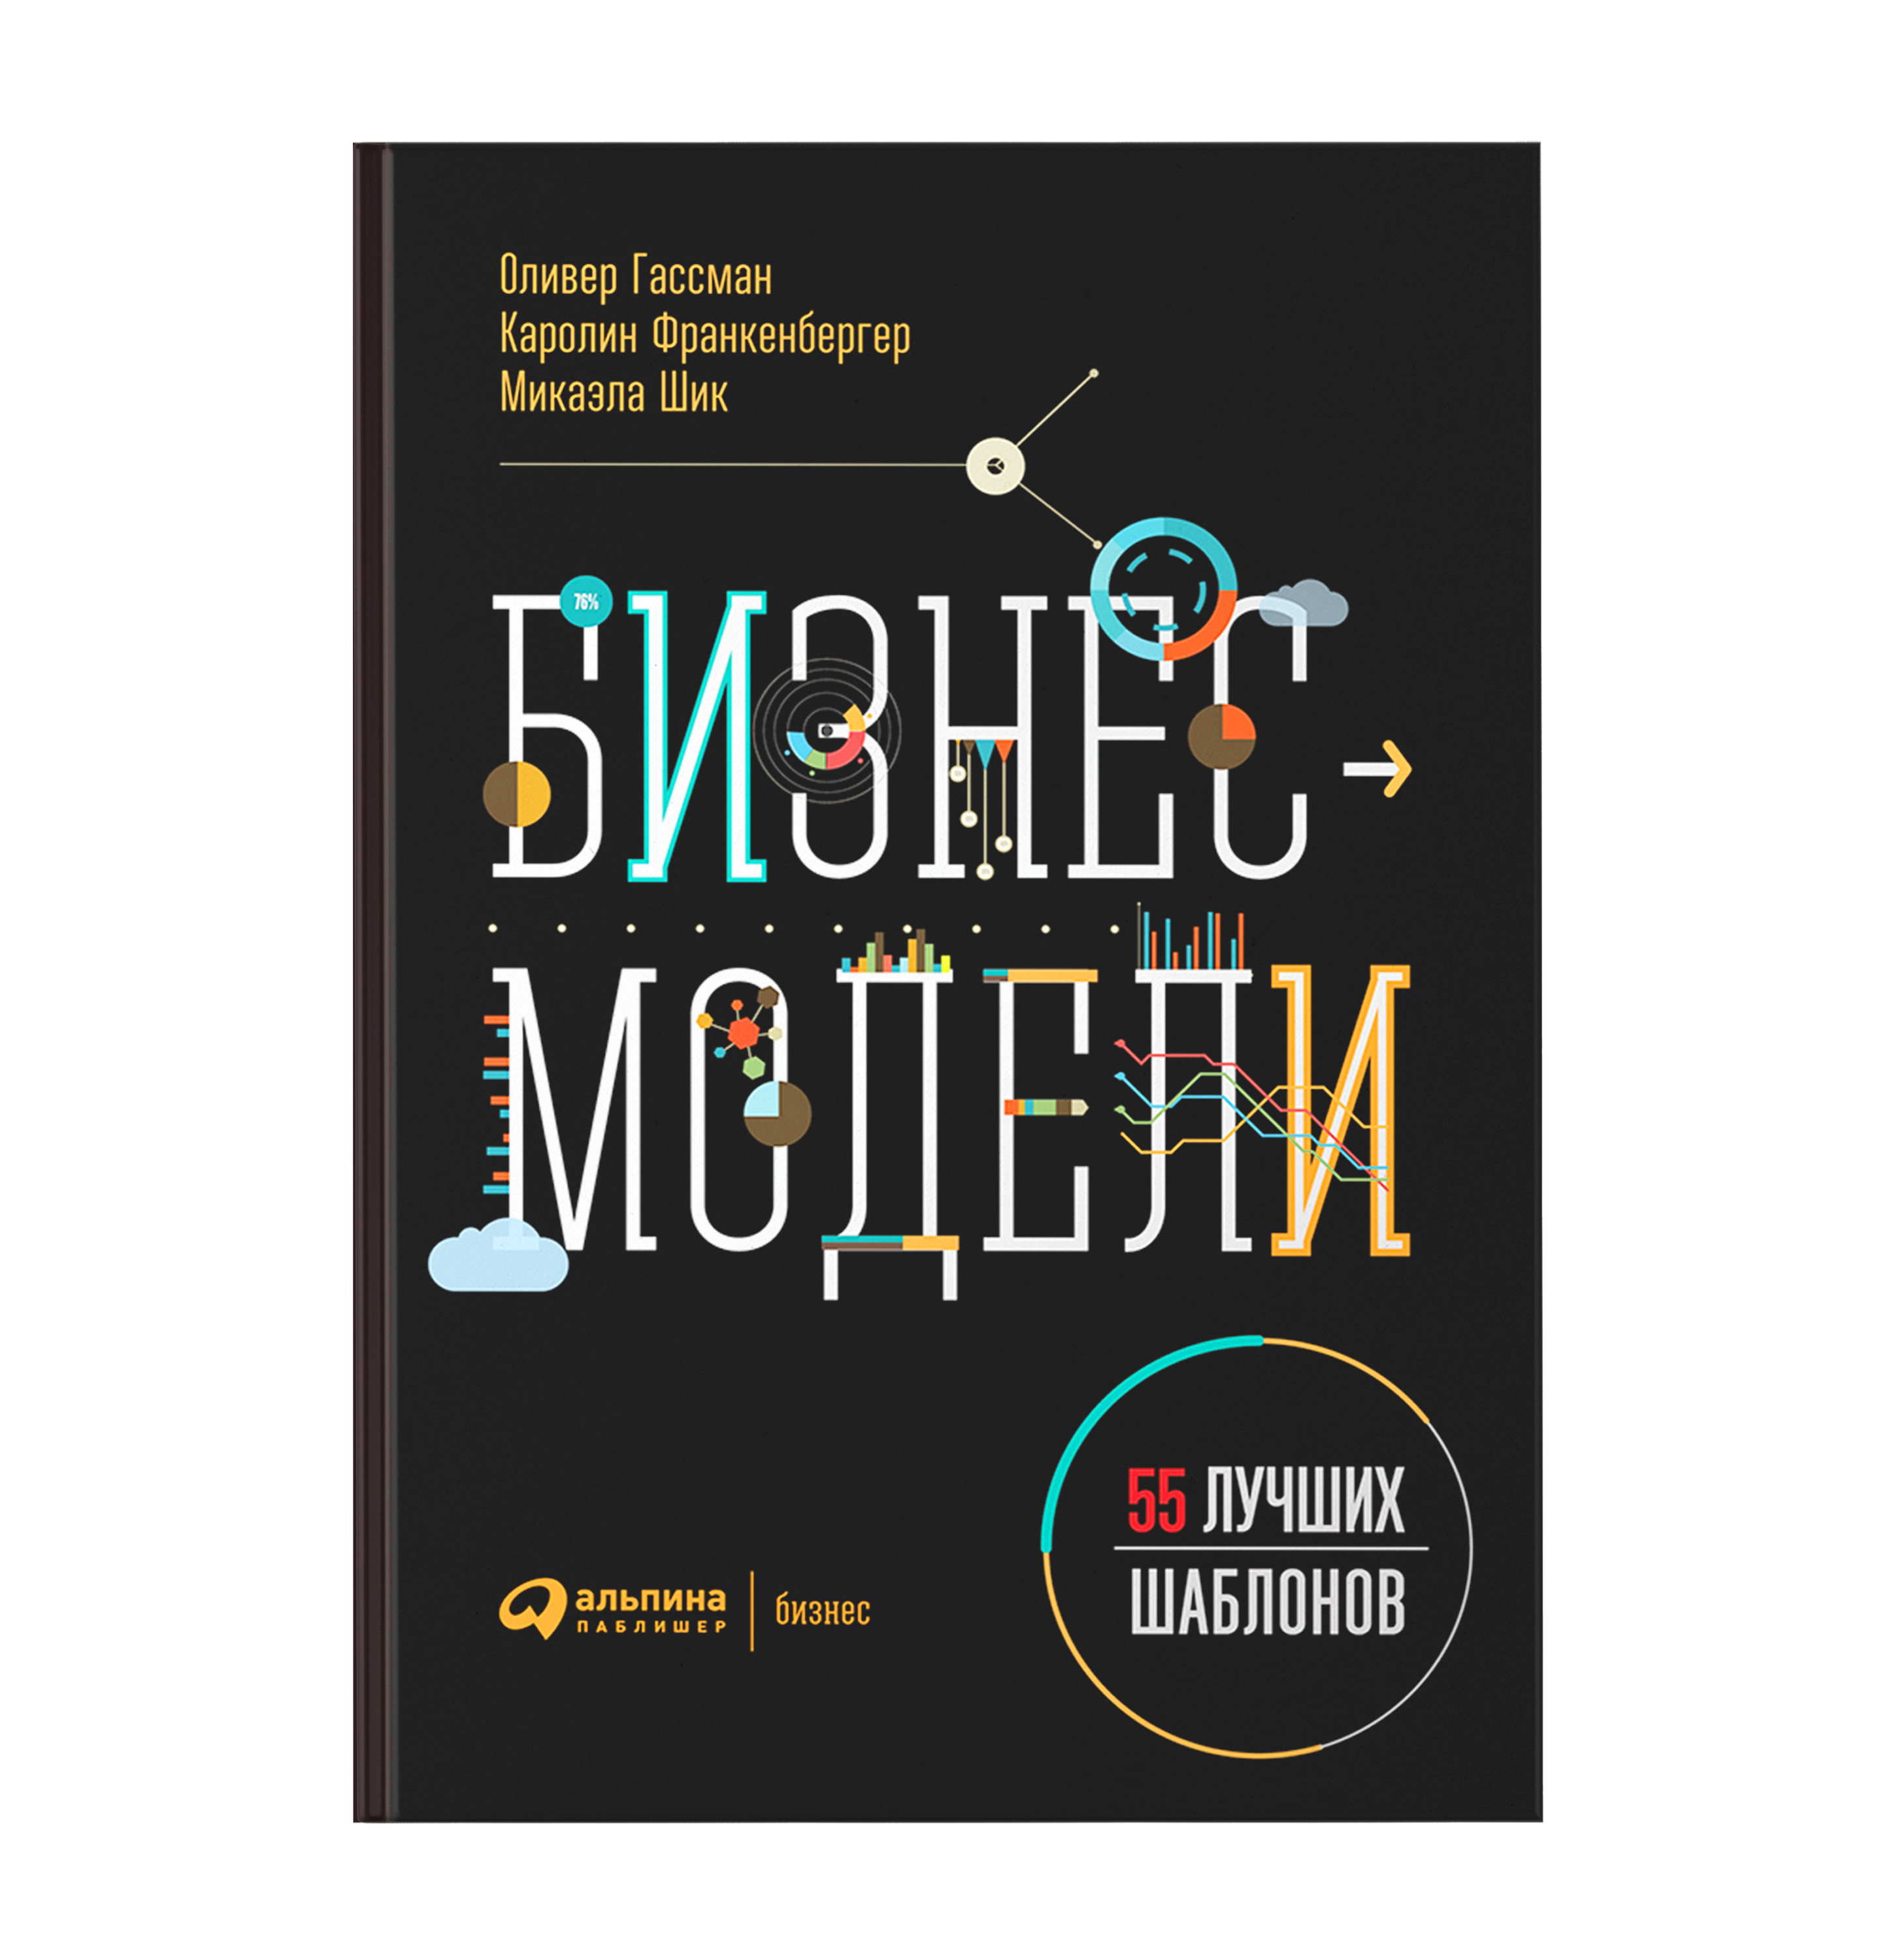 Оливер Гассман
Каролин Франкенбергер
Микаэла Шик
76%
БИЗНЕС
МОДЕЛИ
55 ЛУЧШИХ
ШАБЛОНОВ
альпина
ПАБЛИШЕР
бизнес